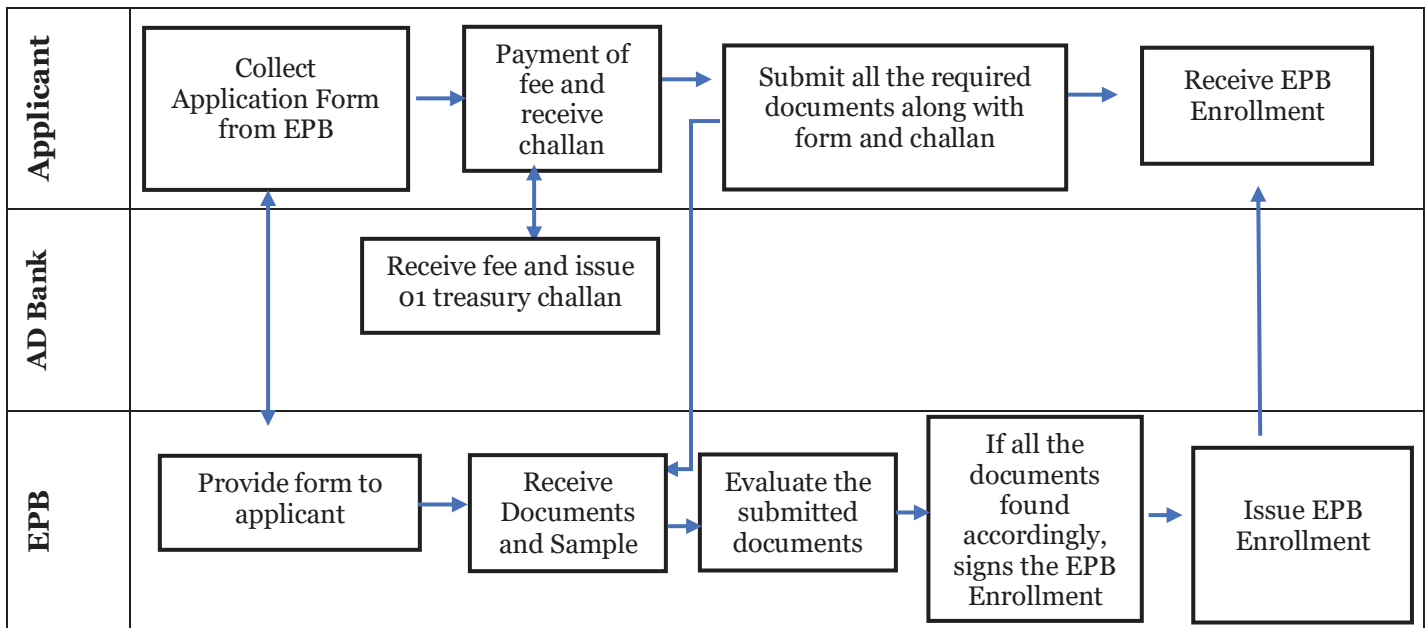 Applicant
Collect
Application Form
from EPB
Payment of
fee and
receive
challan
Submit all the required
documents along with
form and challan
Receive EPB
Enrollment
AD Bank
Receive fee and issue
01 treasury challan
EPB
Provide form to
applicant
Receive
Documents
and Sample
Evaluate the
submitted
documents
If all the
documents
found
accordingly,
signs the EPB
Enrollment
Issue EPB
Enrollment